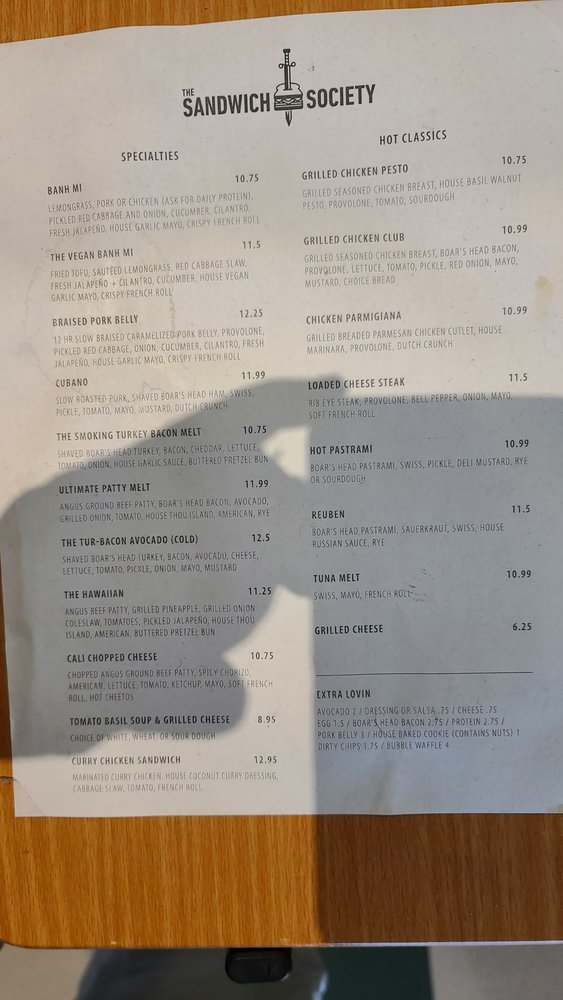 THE
SANDWICH SOCIETY
SPECIALTIES
BANH MI 10.75
LEMONGRASS, PORK OR CHICKEN (ASK FOR DAILY PROTEIN),
PICKLED RED CABBAGE AND ONION, CUCUMBER, CILANTRO,
FRESH JALAPEÑO, HOUSE GARLIC MAYO, CRISPY FRENCH ROLL
THE VEGAN BANH MI 11.5
FRIED TOFU, SAUTÉED LEMONGRASS, RED CABBAGE SLAW,
FRESH JALAPEÑO + CILANTRO, CUCUMBER, HOUSE VEGAN
GARLIC MAYO, CRISPY FRENCH ROLL
BRAISED PORK BELLY 12.25
12 HR SLOW BRAISED CARAMELIZED PORK BELLY, PROVOLONE,
PICKLED RED CABBAGE, ONION, CUCUMBER, CILANTRO, FRESH
JALAPEÑO, HOUSE GARLIC MAYO, CRISPY FRENCH ROLL
CUBANO 11.99
SLOW ROASTED PORK, SHAVED BOAR'S HEAD HAM, SWISS,
PICKLE, TOMATO, MAYO, MUSTARD, DUTCH CRUNCH
THE SMOKING TURKEY BACON MELT 10.75
SHAVED BOAR'S HEAD TURKEY, BACON, CHEDDAR, LETTUCE,
TOMATO, ONION, HOUSE GARLIC SAUCE, BUTTERED PRETZEL BUN
ULTIMATE PATTY MELT 11.99
ANGUS GROUND BEEF PATTY, BOAR'S HEAD BACON, AVOCADO,
GRILLED ONION, TOMATO, HOUSE THOU ISLAND, AMERICAN, RYE
THE TUR-BACON AVOCADO (COLD) 12.5
SHAVED BOAR'S HEAD TURKEY, BACON, AVOCADO, CHEESE,
LETTUCE, TOMATO, PICKLE, ONION, MAYO, MUSTARD
THE HAWAIIAN 11.25
ANGUS BEEF PATTY, GRILLED PINEAPPLE, GRILLED ONION
COLESLAW, TOMATOES, PICKLED JALAPEÑO, HOUSE THOU
ISLAND, AMERICAN, BUTTERED PRETZEL BUN
CALI CHOPPED CHEESE 10.75
CHOPPED ANGUS GROUND BEEF PATTY, SPICY CHORIZO,
AMERICAN, LETTUCE, TOMATO, KETCHUP, MAYO, SOFT FRENCH
ROLL, HOT CHEETOS
TOMATO BASIL SOUP & GRILLED CHEESE 8.95
CHOICE OF WHITE, WHEAT, OR SOUR DOUGH
CURRY CHICKEN SANDWICH 12.95
MARINATED CURRY CHICKEN, HOUSE COCONUT CURRY DRESSING,
CABBAGE SLAW, TOMATO, FRENCH ROLL
HOT CLASSICS
GRILLED CHICKEN PESTO 10.75
GRILLED SEASONED CHICKEN BREAST, HOUSE BASIL WALNUT
PESTO, PROVOLONE, TOMATO, SOURDOUGH
GRILLED CHICKEN CLUB 10.99
GRILLED SEASONED CHICKEN BREAST, BOAR'S HEAD BACON,
PROVOLONE, LETTUCE, TOMATO, PICKLE, RED ONION, MAYO,
MUSTARD, CHOICE BREAD
CHICKEN PARMIGIANA 10.99
GRILLED BREADED PARMESAN CHICKEN CUTLET, HOUSE
MARINARA, PROVOLONE, DUTCH CRUNCH
LOADED CHEESE STEAK 11.5
RIB EYE STEAK, PROVOLONE, BELL PEPPER, ONION, MAYO,
SOFT FRENCH ROLL
HOT PASTRAMI 10.99
BOAR'S HEAD PASTRAMI, SWISS, PICKLE, DELI MUSTARD, RYE
OR SOURDOUGH
REUBEN 11.5
BOAR'S HEAD PASTRAMI, SAUERKRAUT, SWISS, HOUSE
RUSSIAN SAUCE, RYE
TUNA MELT 10.99
SWISS, MAYO, FRENCH ROLL
GRILLED CHEESE 6.25
EXTRA LOVIN
AVOCADO 2 / DRESSING OR SALSA .75 / CHEESE .75
EGG 1.5 / BOAR'S HEAD BACON 2.75 / PROTEIN 2.75 /
PORK BELLY 3 / HOUSE BAKED COOKIE (CONTAINS NUTS) 1
DIRTY CHIPS 1.75 / BUBBLE WAFFLE 4